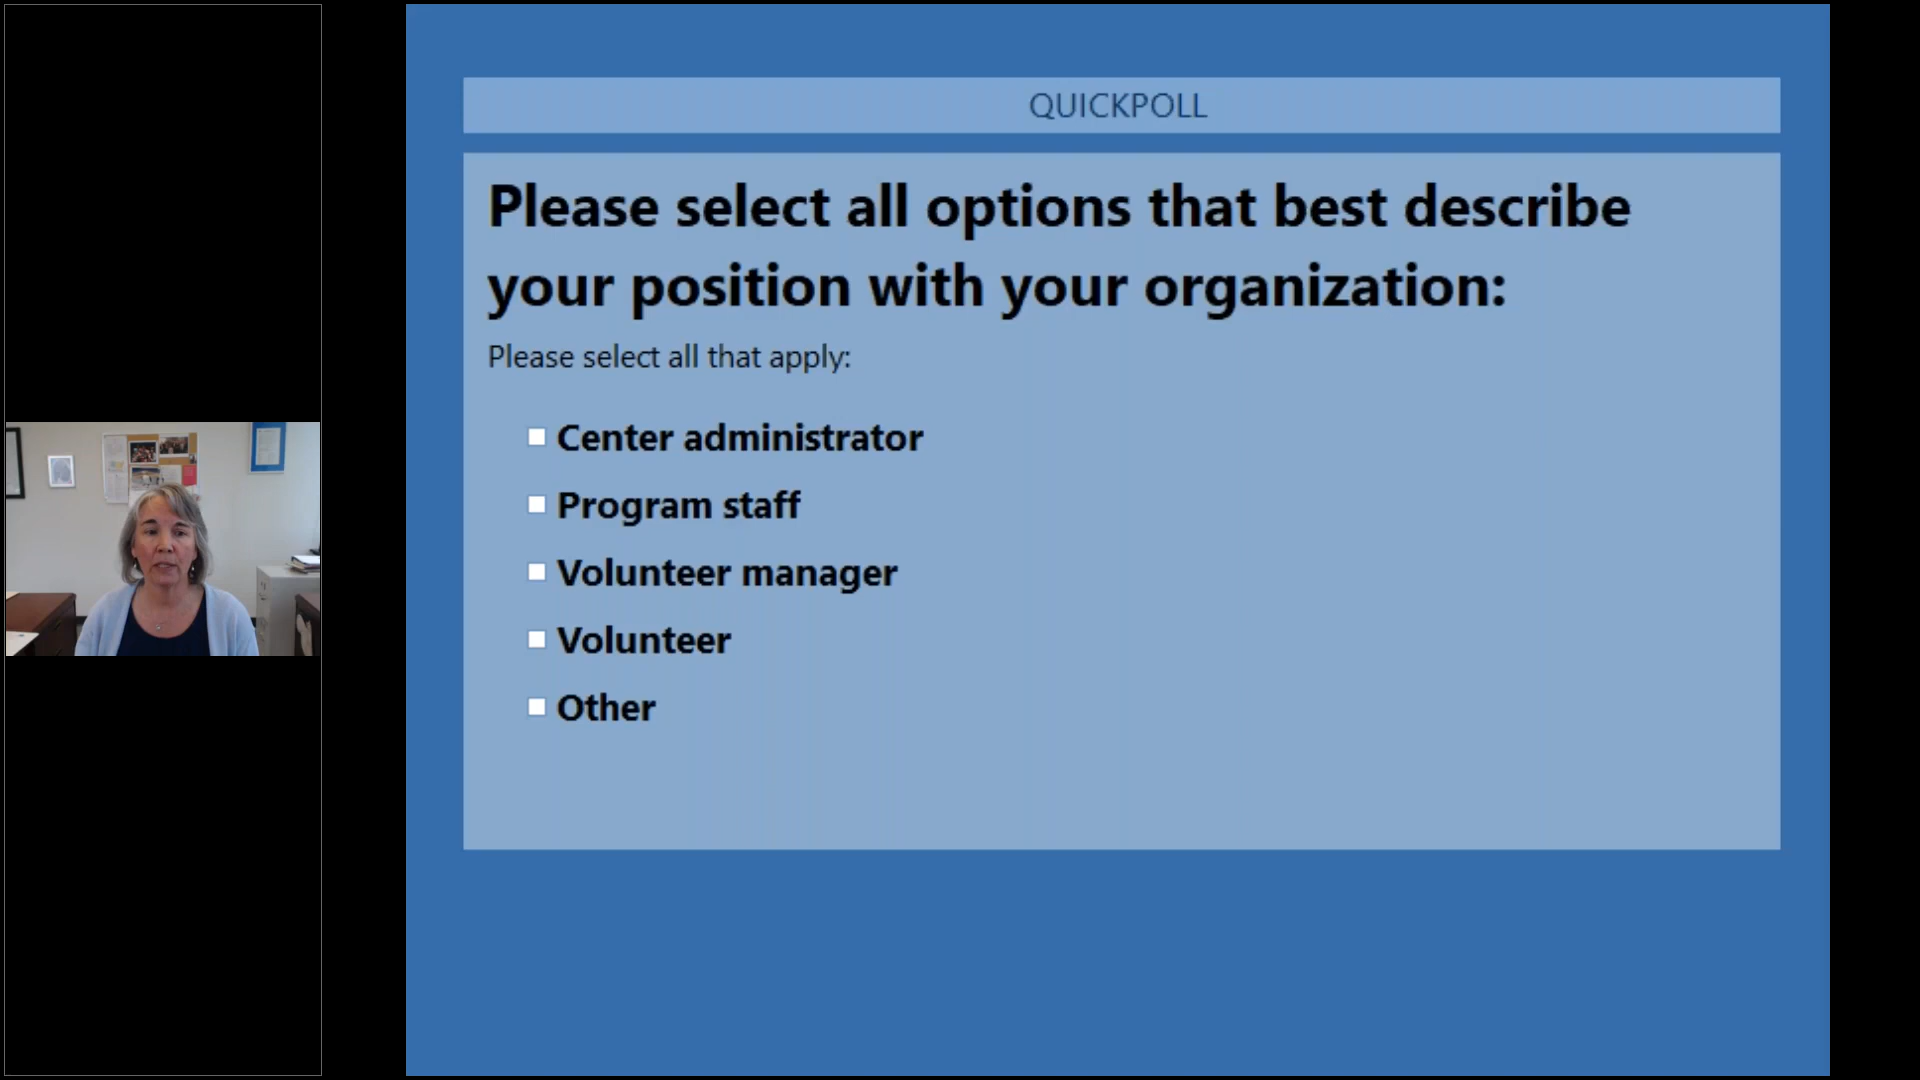 QUICKPOLL
Please select all options that best describe
your position with your organization:
Please select all that apply:
Center administrator
Program staff
Volunteer manager
Volunteer
Other